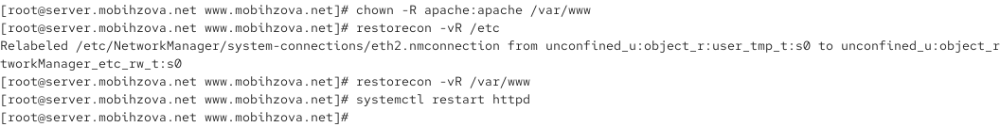 [root@server.mobihzova.net www.mobihzova.net]# chown -R apache:apache /var/www
[root@server.mobihzova.net www.mobihzova.net]# restorecon -vR /etc
Relabeled /etc/NetworkManager/system-connections/eth2.nmconnection from unconfined_u:object_r:user_tmp_t:s0 to unconfined_u:object_r
tworkManager_etc_rw_t:s0
[root@server.mobihzova.net www.mobihzova.net]# restorecon -vR /var/www
[root@server.mobihzova.net www.mobihzova.net]# systemctl restart httpd
[root@server.mobihzova.net www.mobihzova.net]#